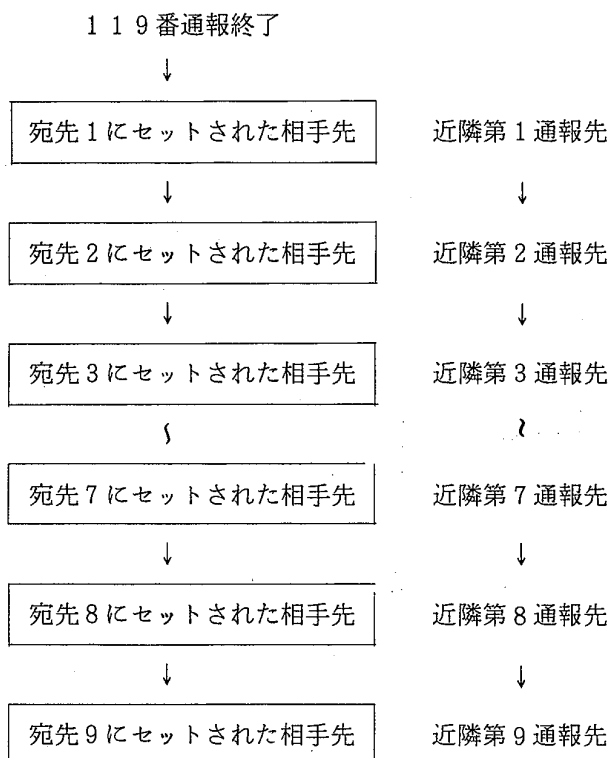 １１９番通報終了
↓
宛先１にセットされた相手先 近隣第１通報先
↓ ↓
宛先２にセットされた相手先 近隣第２通報先
↓ ↓
宛先３にセットされた相手先 近隣第３通報先
〜 〜
宛先７にセットされた相手先 近隣第７通報先
↓ ↓
宛先８にセットされた相手先 近隣第８通報先
↓ ↓
宛先９にセットされた相手先 近隣第９通報先